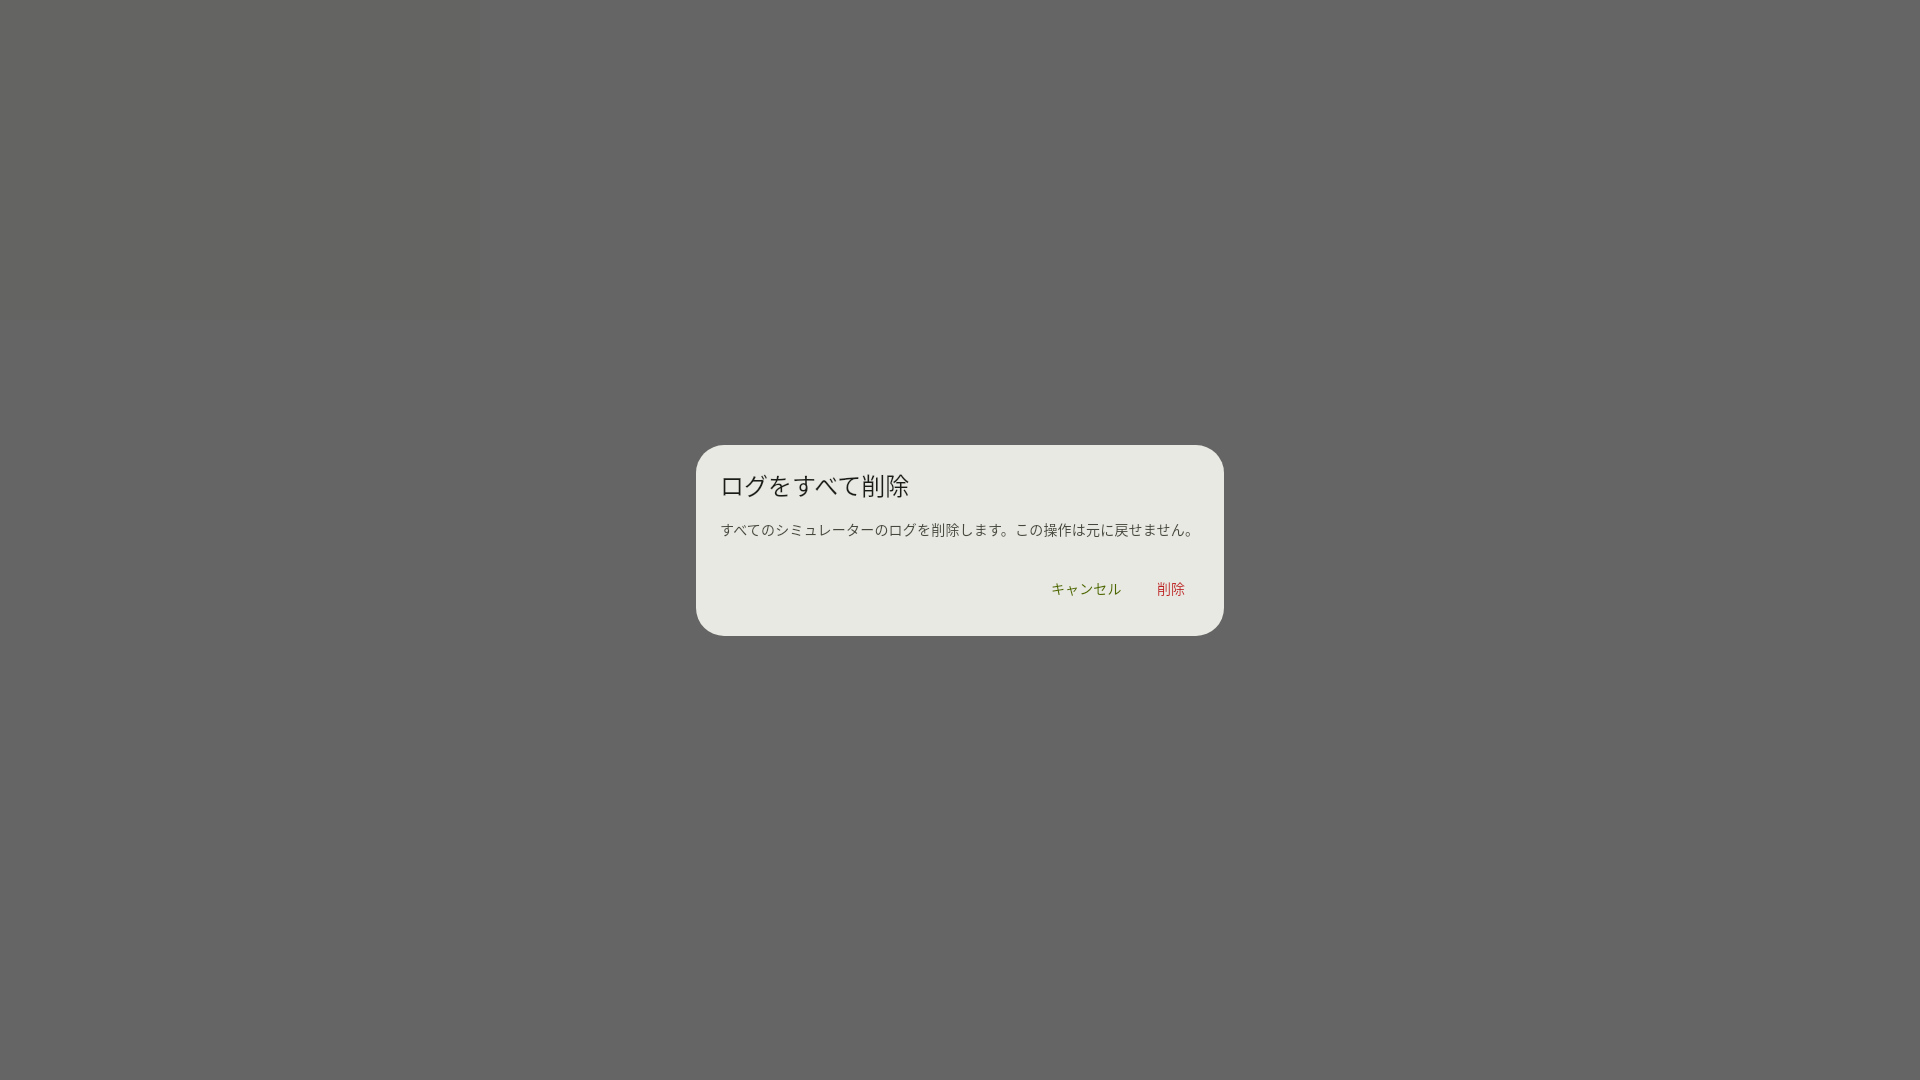 ログをすべて削除
すべてのシミュレーターのログを削除します。この操作は元に戻せません。
キャンセル 削除